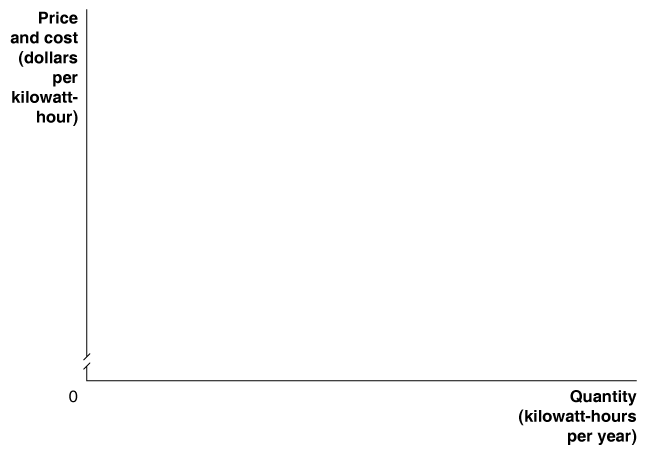 Price
and cost
(dollars
per
kilowatt-
hour)
0
Quantity
(kilowatt-hours
per year)